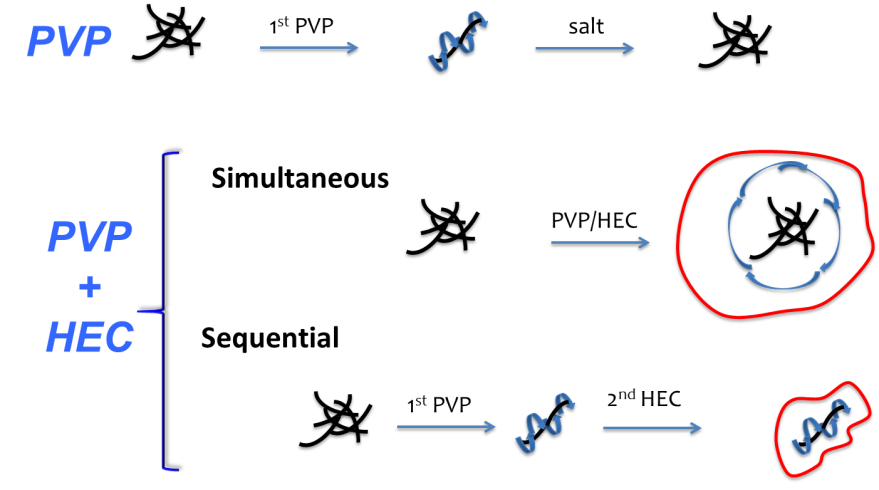 PVP
1st PVP
salt
Simultaneous
PVP/HEC
PVP
+
HEC
Sequential
1st PVP
2nd HEC